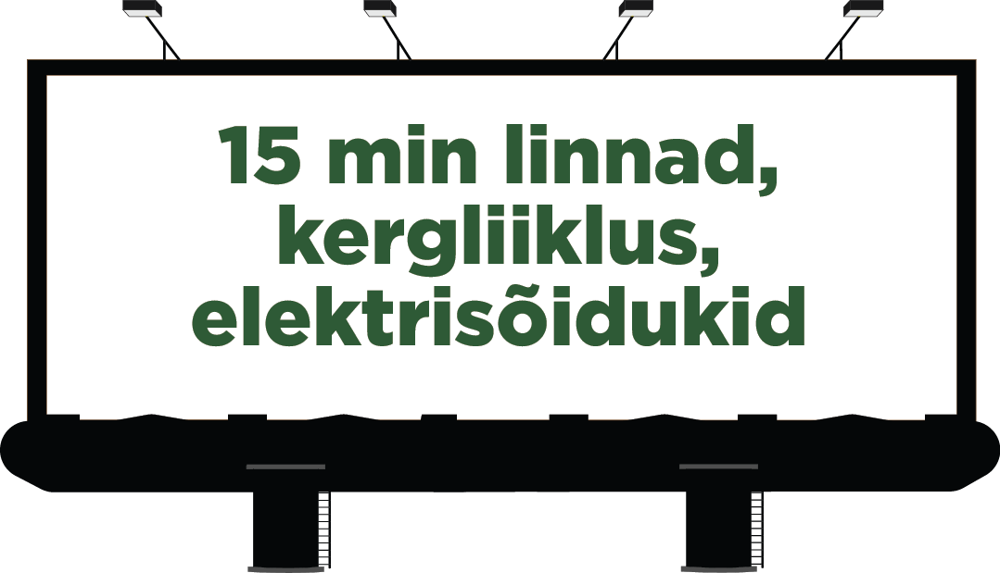 15 min linnad,
kergliiklus,
elektrisõidukid